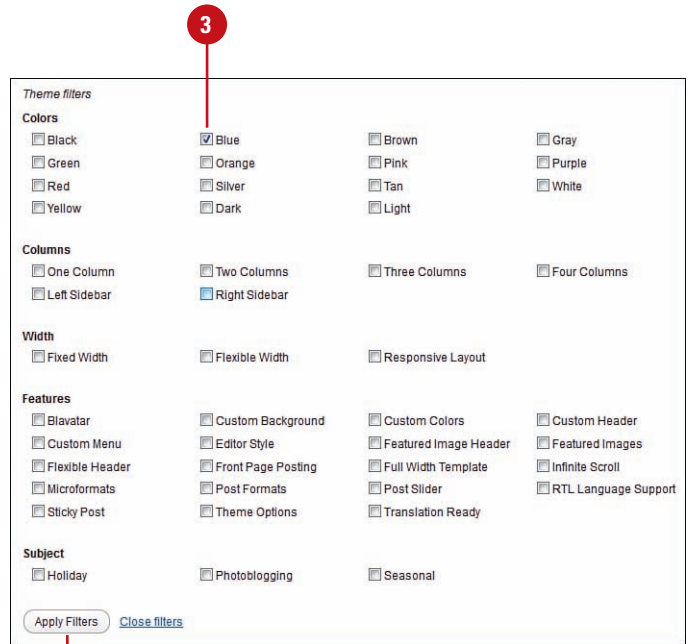 3
Theme filters
Colors
Black Blue Brown Gray
Green Orange Pink Purple
Red Silver Tan White
Yellow Dark Light
Columns
One Column Two Columns Three Columns Four Columns
Left Sidebar Right Sidebar
Width
Fixed Width Flexible Width Responsive Layout
Features
Blavatar Custom Background Custom Colors Custom Header
Custom Menu Editor Style Featured Image Header Featured Images
Flexible Header Front Page Posting Full Width Template Infinite Scroll
Microformats Post Formats Post Slider RTL Language Support
Sticky Post Theme Options Translation Ready
Subject
Holiday Photoblogging Seasonal
Apply Filters Close filters